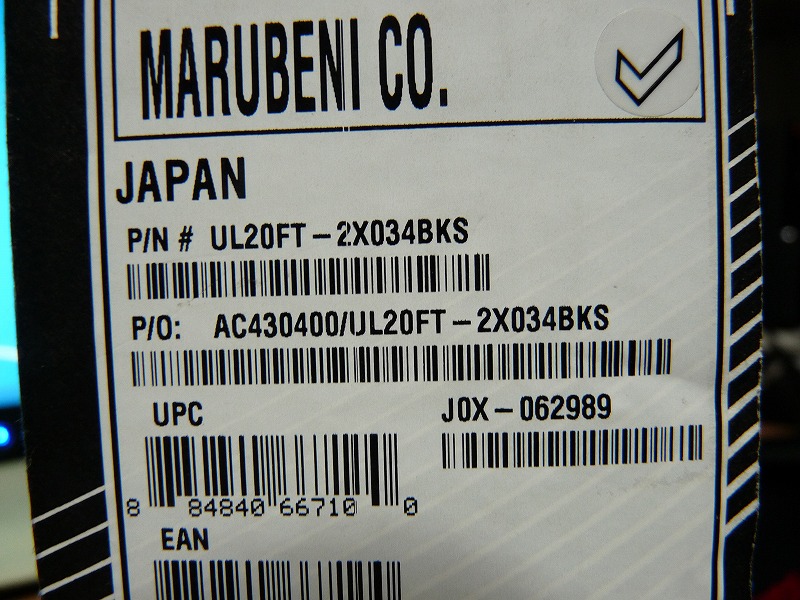 MARUBENI CO.
JAPAN
P/N # UL20FT-2X034BKS
P/O: AC430400/UL20FT-2X034BKS
UPC
J0X-062989
8 84840 66710 0
EAN